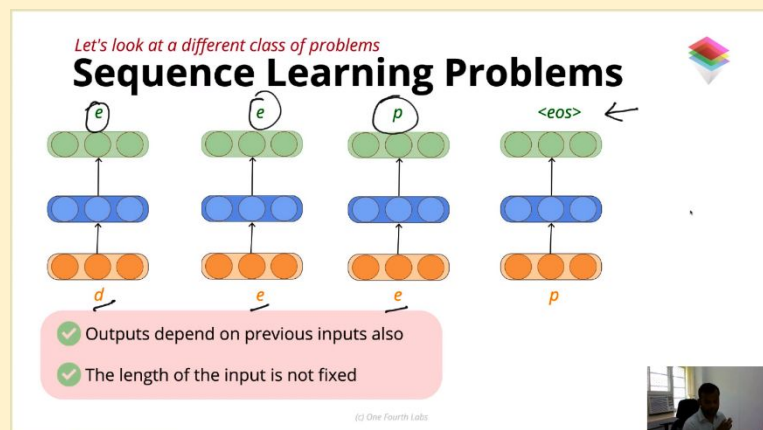 Let's look at a different class of problems
Sequence Learning Problems
e e p <eos>
d e e p
Outputs depend on previous inputs also
The length of the input is not fixed
(c) One Fourth Labs